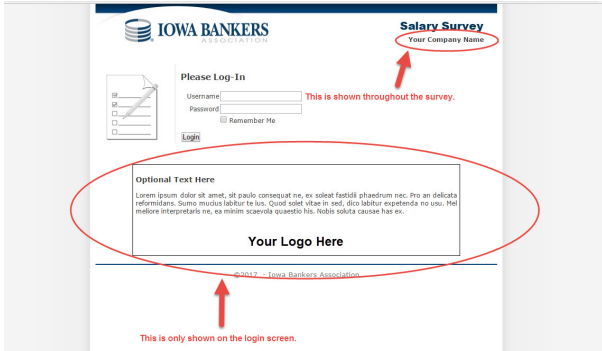 IOWA BANKERS
ASSOCIATION
Salary Survey
Your Company Name
Please Log-In
Username
This is shown throughout the survey.
Password
Remember Me
Login
Optional Text Here
Lorem ipsum dolor sit amet, sit paulo consequat ne, ex soleat fastidii phaedrum nec. Pro an delicata
reformidans. Sumo mucius labitur te ius. Quod solet vitae in sed, dico labitur expetenda no usu. Mel
meliore interpretaris ne, ea minim scaevola quaestio his. Nobis soluta causae has ex.
Your Logo Here
©2017 - Iowa Bankers Association
This is only shown on the login screen.